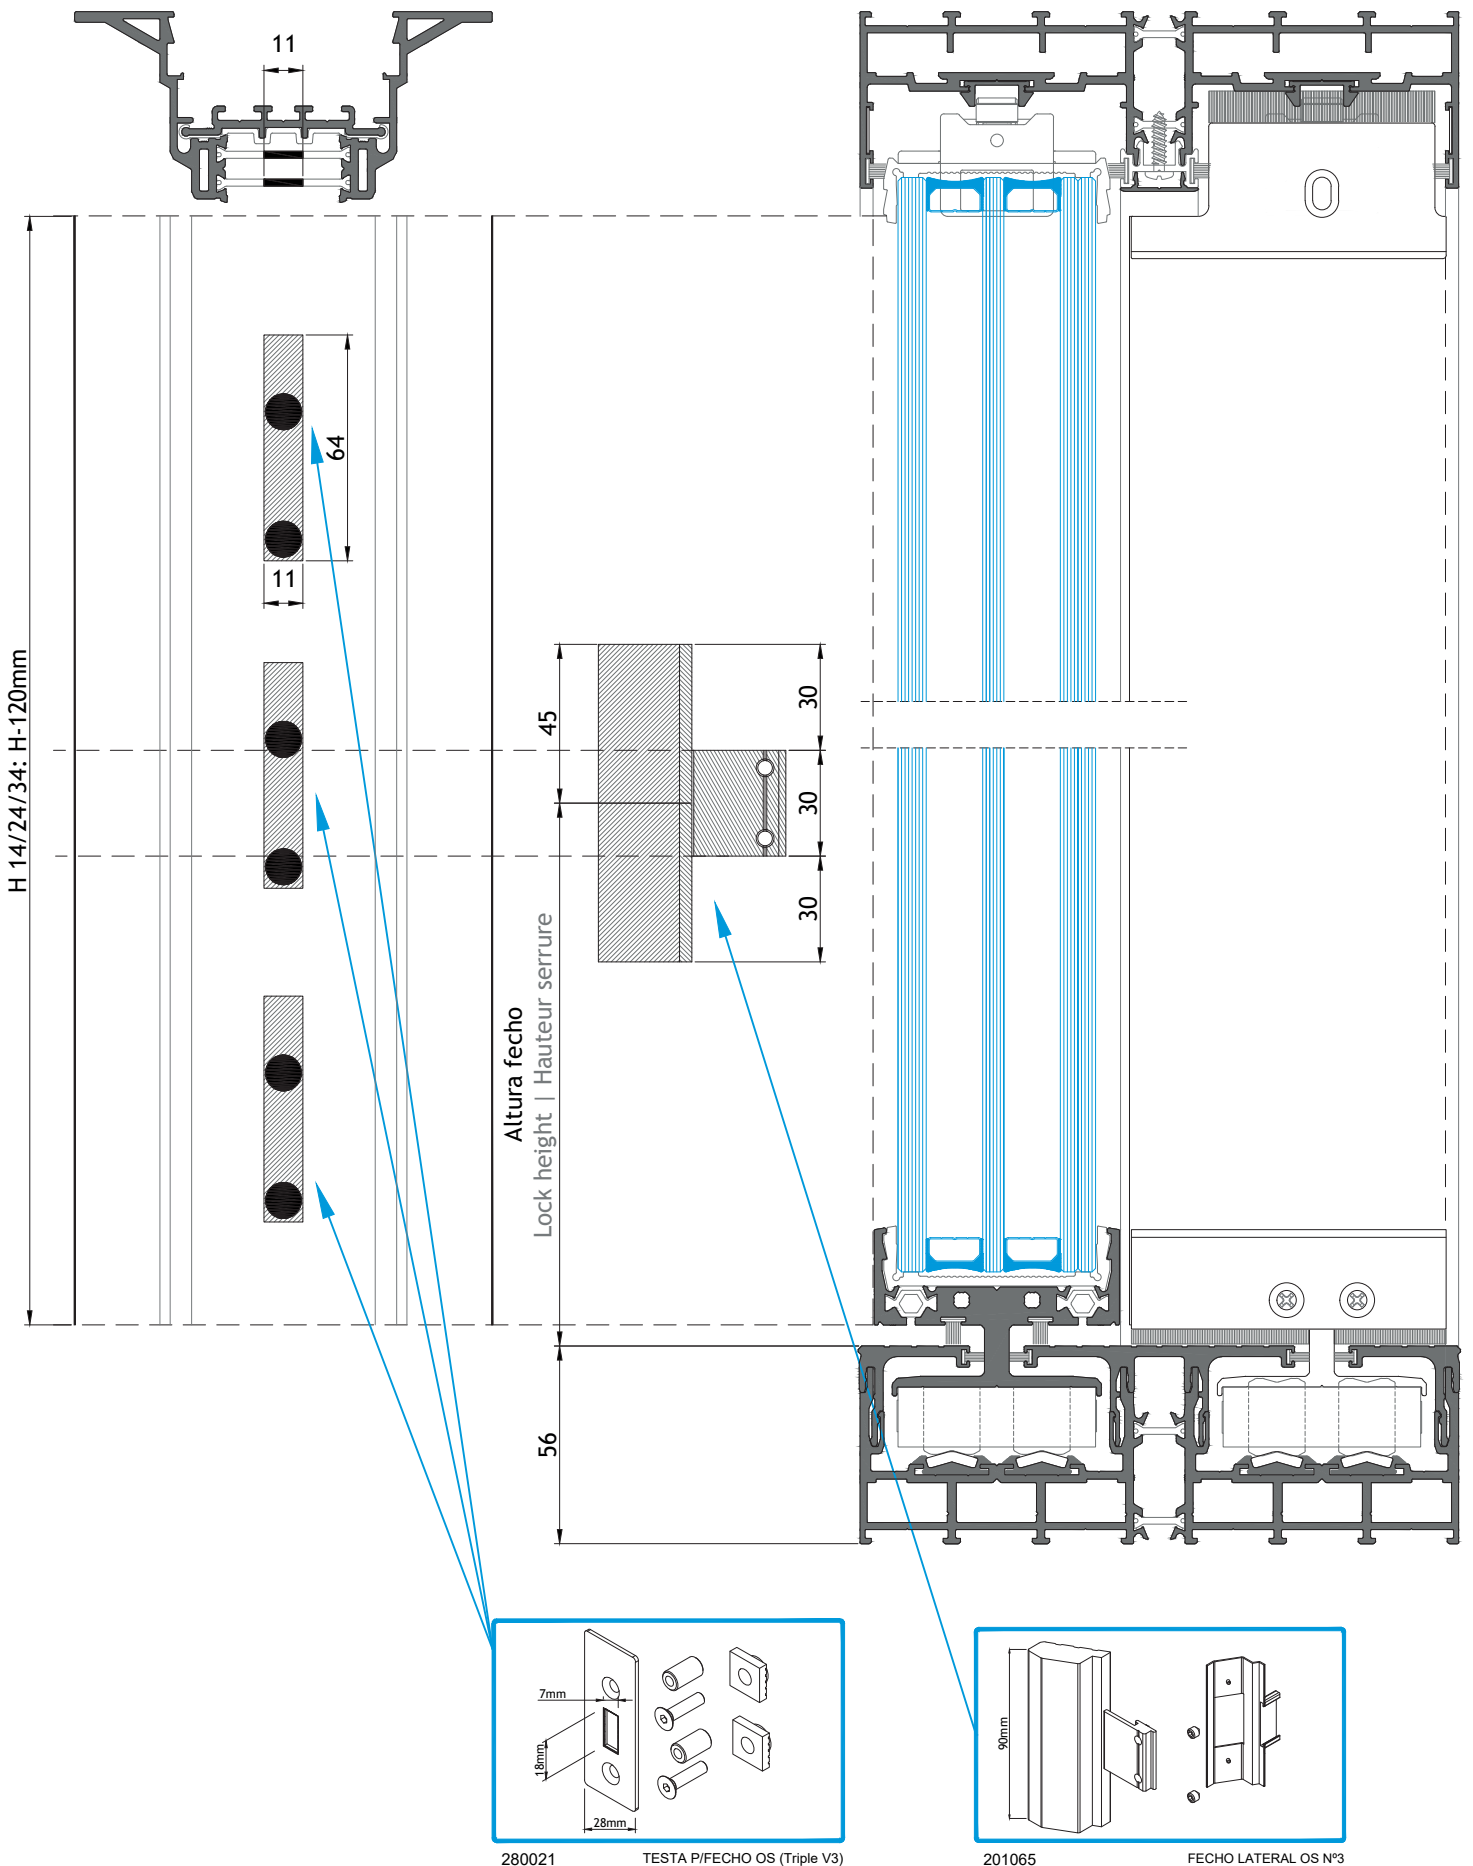 11
64
11
H 14/24/34: H-120mm
45
30
30
30
Altura fecho
Lock height | Hauteur serrure
56
7mm
18mm
28mm
90mm
280021 TESTA P/FECHO OS (Triple V3)
201065 FECHO LATERAL OS Nº3